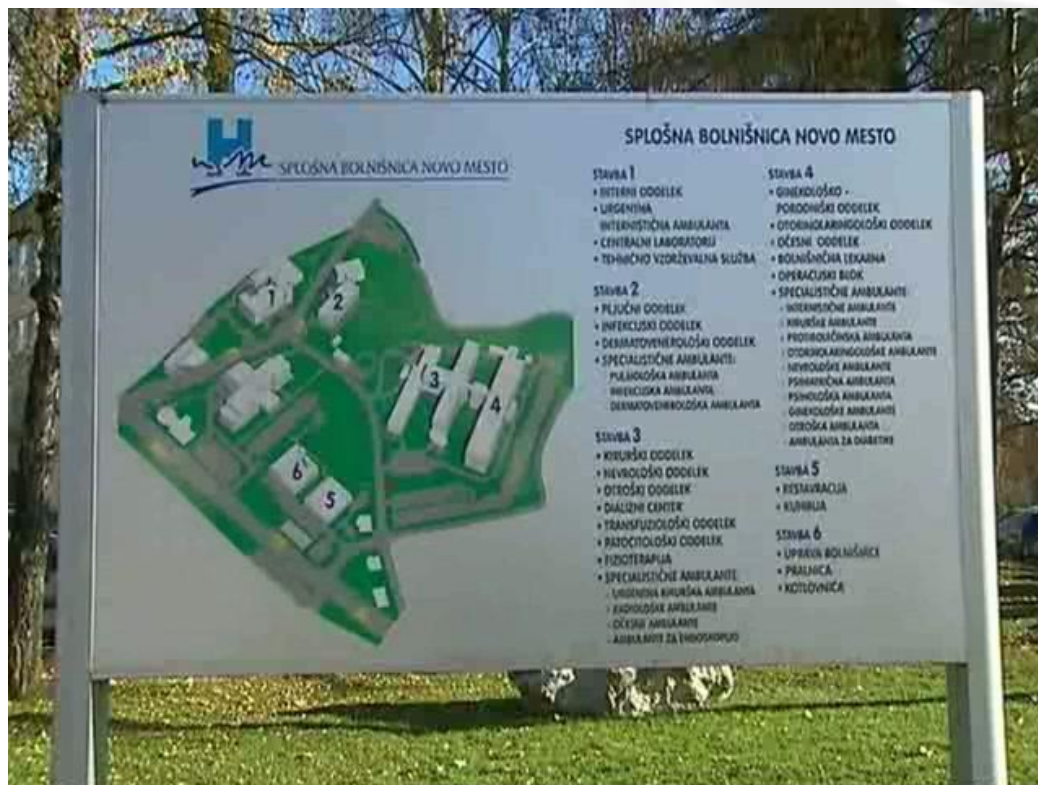 SPLOŠNA BOLNIŠNICA NOVO MESTO
1
2
3
4
6
5
SPLOŠNA BOLNIŠNICA NOVO MESTO
STAVBA 1
• INTERNI ODDELEK
• URGENTNA
INTERNISTIČNA AMBULANTA
• CENTRALNI LABORATORIJ
• TEHNIČNO VZDRŽEVALNA SLUŽBA
STAVBA 2
• PLJUČNI ODDELEK
• INFEKCIJSKI ODDELEK
• DERMATOVENEROLOŠKI ODDELEK
• SPECIALISTIČNE AMBULANTE:
- PULMOLOŠKA AMBULANTA
- INFEKCIJSKA AMBULANTA
- DERMATOVENEROLOŠKA AMBULANTA
STAVBA 3
• KIRURŠKI ODDELEK
• NEVROLOŠKI ODDELEK
• OTROŠKI ODDELEK
• DIALIZNI CENTER
• TRANSFUZIOLOŠKI ODDELEK
• PATOCITOLOŠKI ODDELEK
• FIZIOTERAPIJA
• SPECIALISTIČNE AMBULANTE:
- URGENTNA KIRURŠKA AMBULANTA
- RADIOLOŠKE AMBULANTE
- OČESNE AMBULANTE
- AMBULANTE ZA ENDOSKOPIJO
STAVBA 4
• GINEKOLOŠKO -
PORODNIŠKI ODDELEK
• OTORINOLARINGOLOŠKI ODDELEK
• OČESNI ODDELEK
• BOLNIŠNIČNA LEKARNA
• OPERACIJSKI BLOK
• SPECIALISTIČNE AMBULANTE:
- INTERNISTIČNE AMBULANTE
- KIRURŠKE AMBULANTE
- PROTIBOLEČINSKA AMBULANTA
- OTORINOLARINGOLOŠKE AMBULANTE
- NEVROLOŠKE AMBULANTE
- PSIHIATRIČNA AMBULANTA
- PSIHOLOŠKA AMBULANTA
- GINEKOLOŠKE AMBULANTE
- OTROŠKA AMBULANTA
- AMBULANTA ZA DIABETIKE
STAVBA 5
• RESTAVRACIJA
• KUHINJA
STAVBA 6
• UPRAVA BOLNIŠNICE
• PRALNICA
• KOTLOVNICA